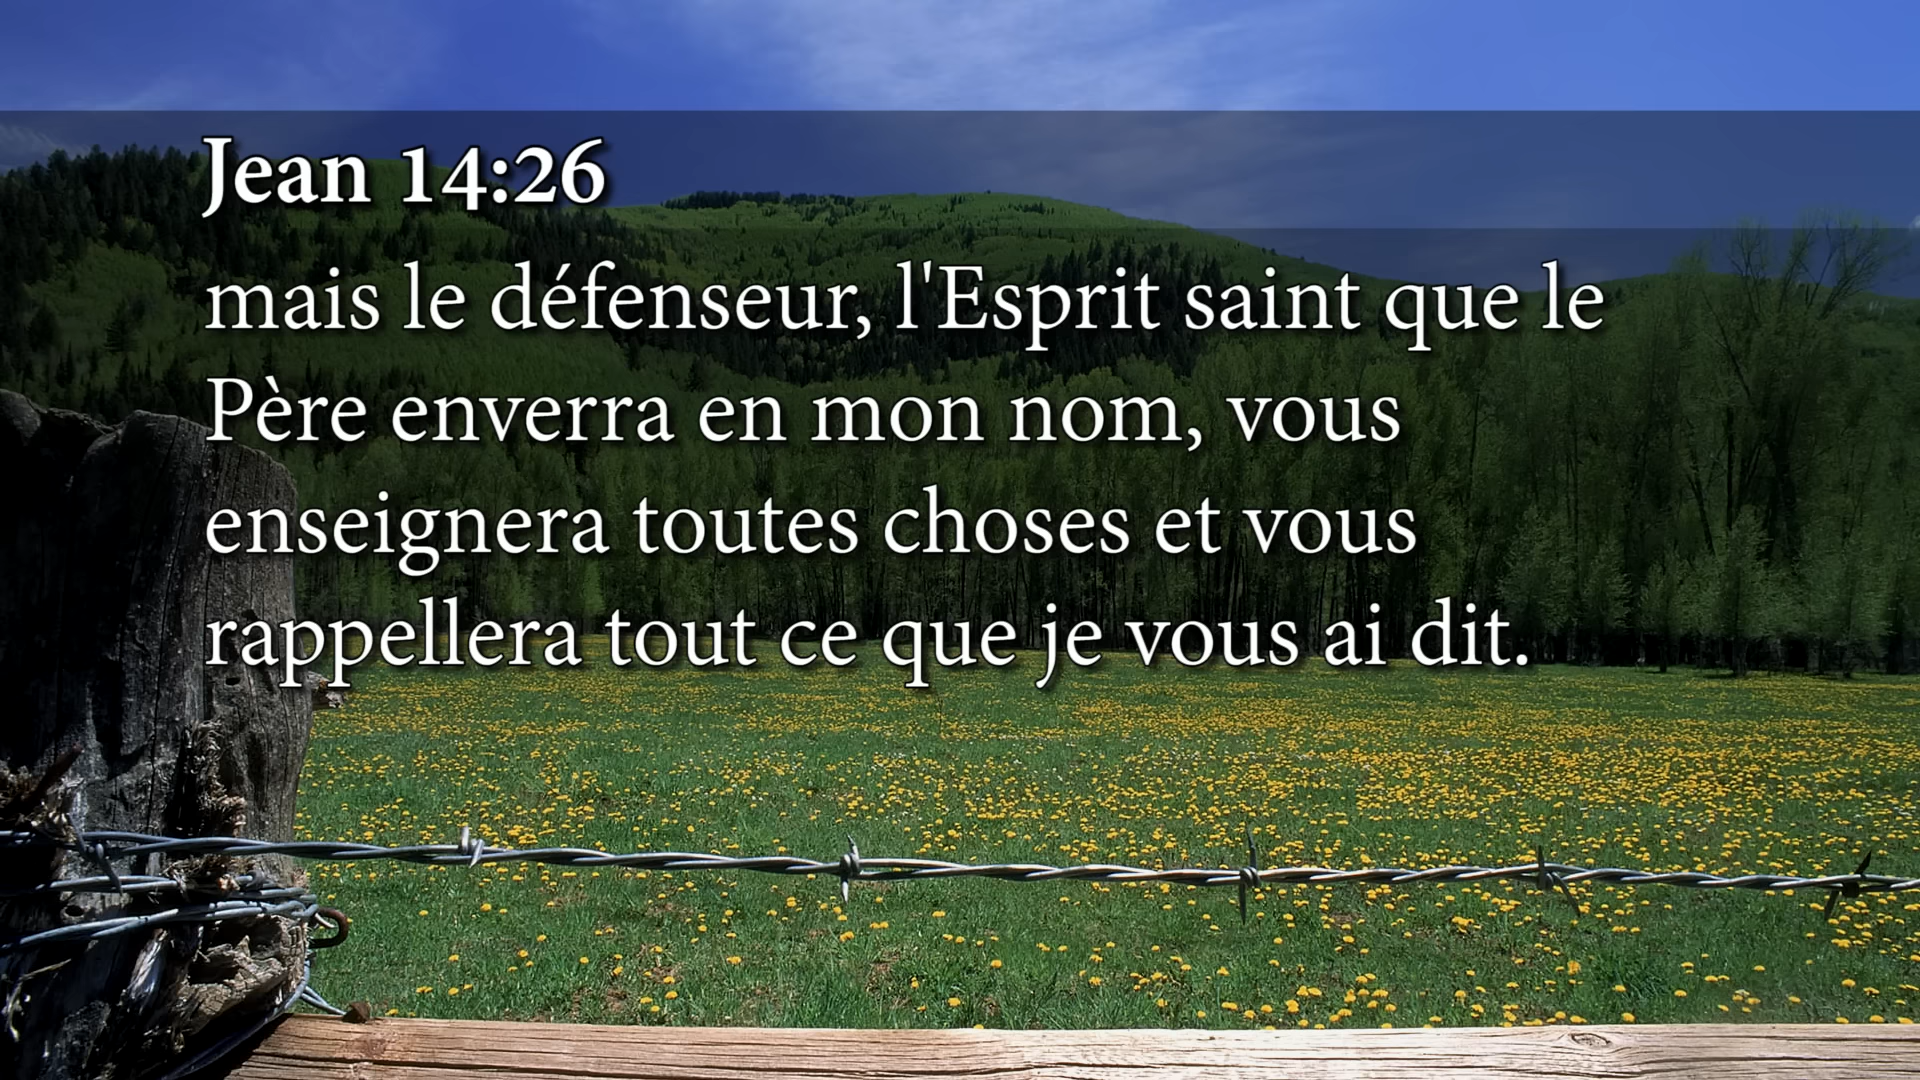 Jean 14:26
mais le défenseur, l'Esprit saint que le
Père enverra en mon nom, vous
enseignera toutes choses et vous
rappellera tout ce que je vous ai dit.